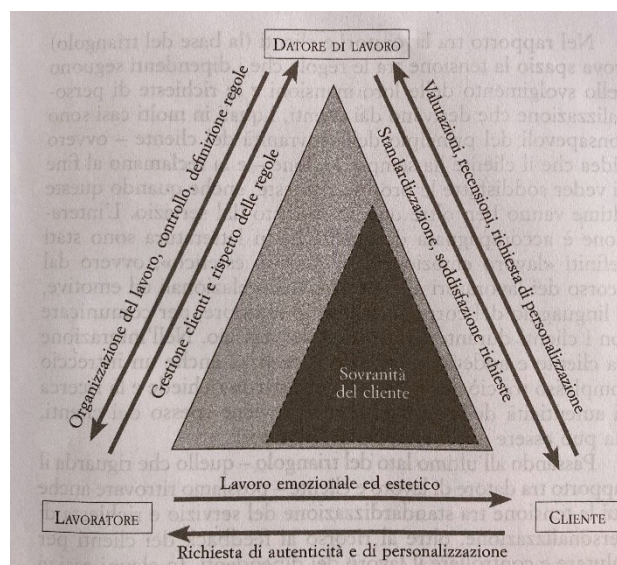 DATORE DI LAVORO
Organizzazione del lavoro, controllo, definizione regole
Gestione clienti e rispetto delle regole
Standardizzazione, soddisfazione richieste
Valutazioni, recensioni, richiesta di personalizzazione
Sovranità
del cliente
Lavoro emozionale ed estetico
LAVORATORE
CLIENTE
Richiesta di autenticità e di personalizzazione